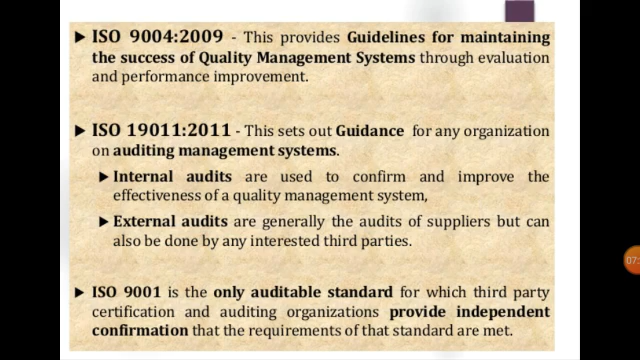 ▶ ISO 9004:2009 - This provides Guidelines for maintaining
the success of Quality Management Systems through evaluation
and performance improvement.
▶ ISO 19011:2011 - This sets out Guidance for any organization
on auditing management systems.
▶ Internal audits are used to confirm and improve the
effectiveness of a quality management system,
▶ External audits are generally the audits of suppliers but can
also be done by any interested third parties.
▶ ISO 9001 is the only auditable standard for which third party
certification and auditing organizations provide independent
confirmation that the requirements of that standard are met.